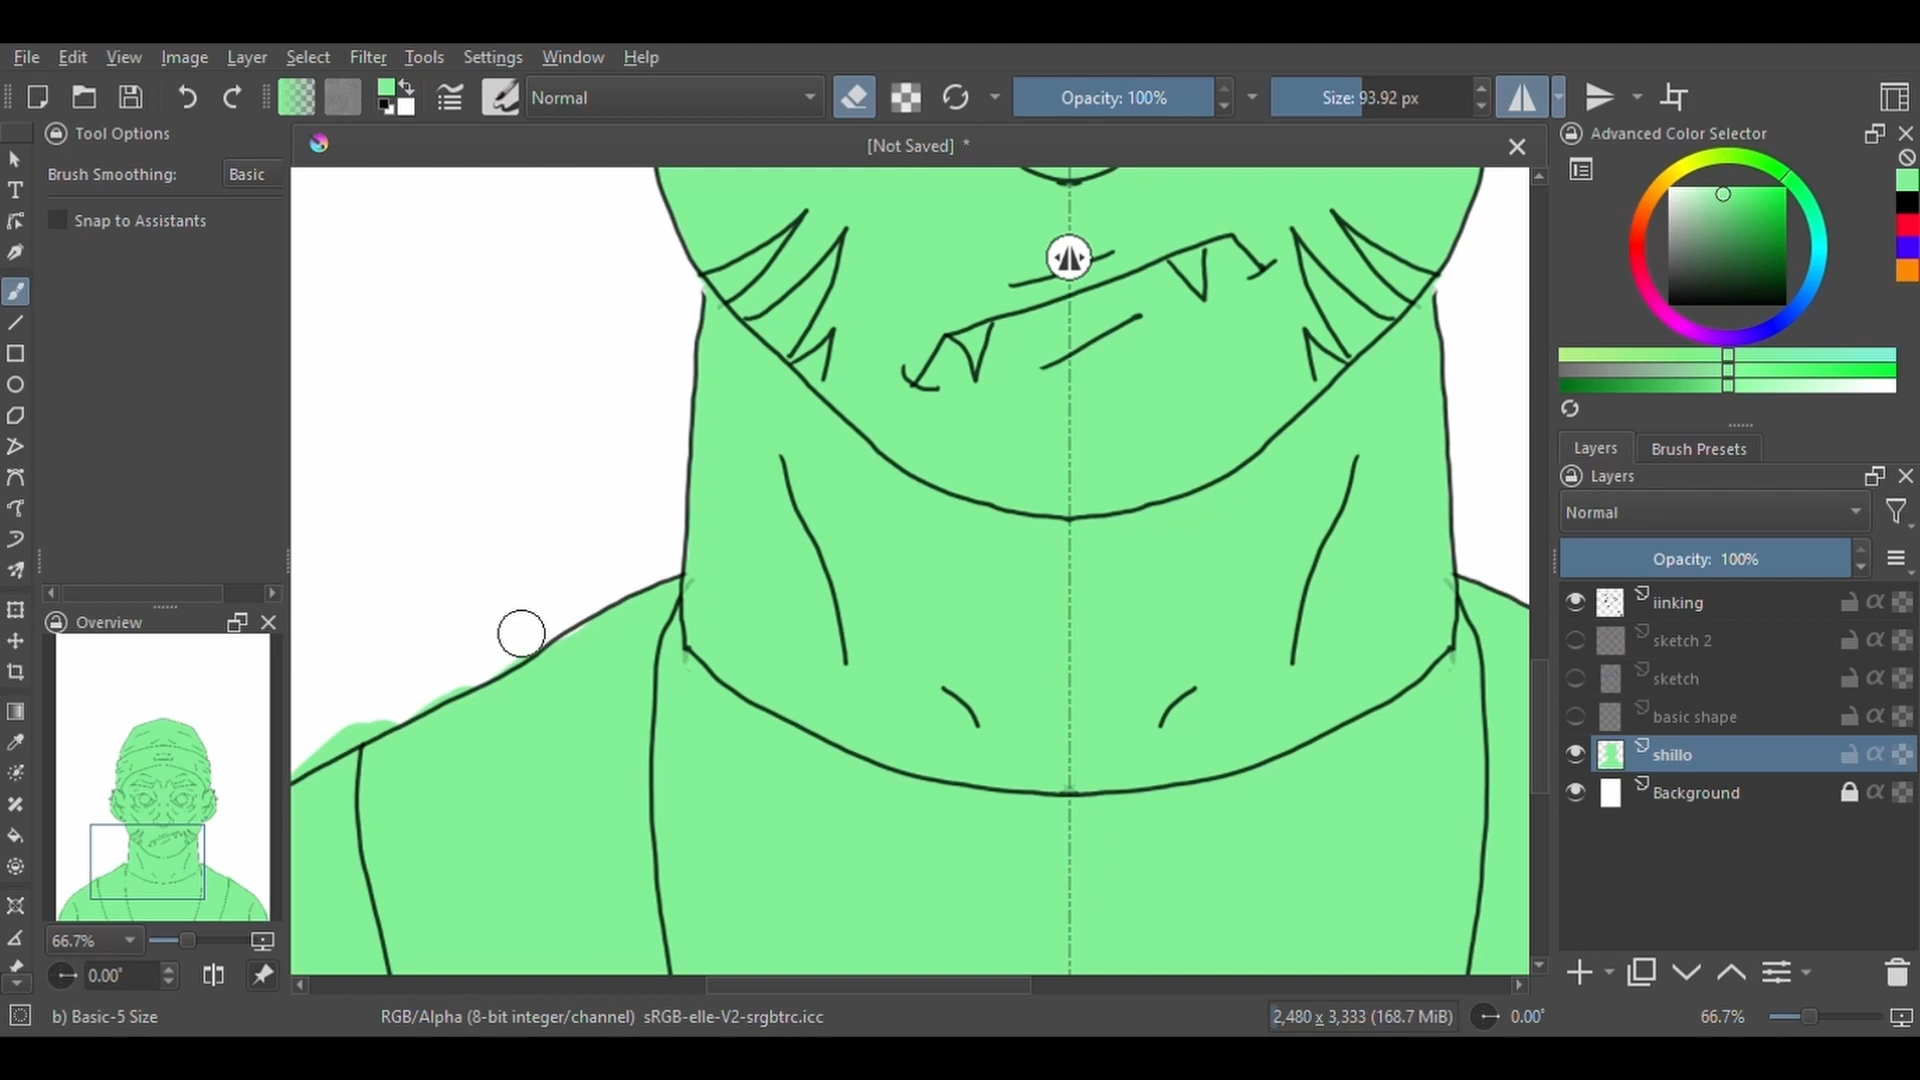 File Edit View Image Layer Select Filter Tools Settings Window Help
Normal
Opacity: 100%
Size: 93.92 px
Tool Options
[Not Saved] *
Advanced Color Selector
Brush Smoothing:
Basic
Snap to Assistants
Layers
Brush Presets
Layers
Normal
Opacity: 100%
iinking
sketch 2
sketch
basic shape
shillo
Background
Overview
66.7%
0.00°
b) Basic-5 Size
RGB/Alpha (8-bit integer/channel) sRGB-elle-V2-srgbtrc.icc
2,480 x 3,333 (168.7 MiB)
0.00°
66.7%